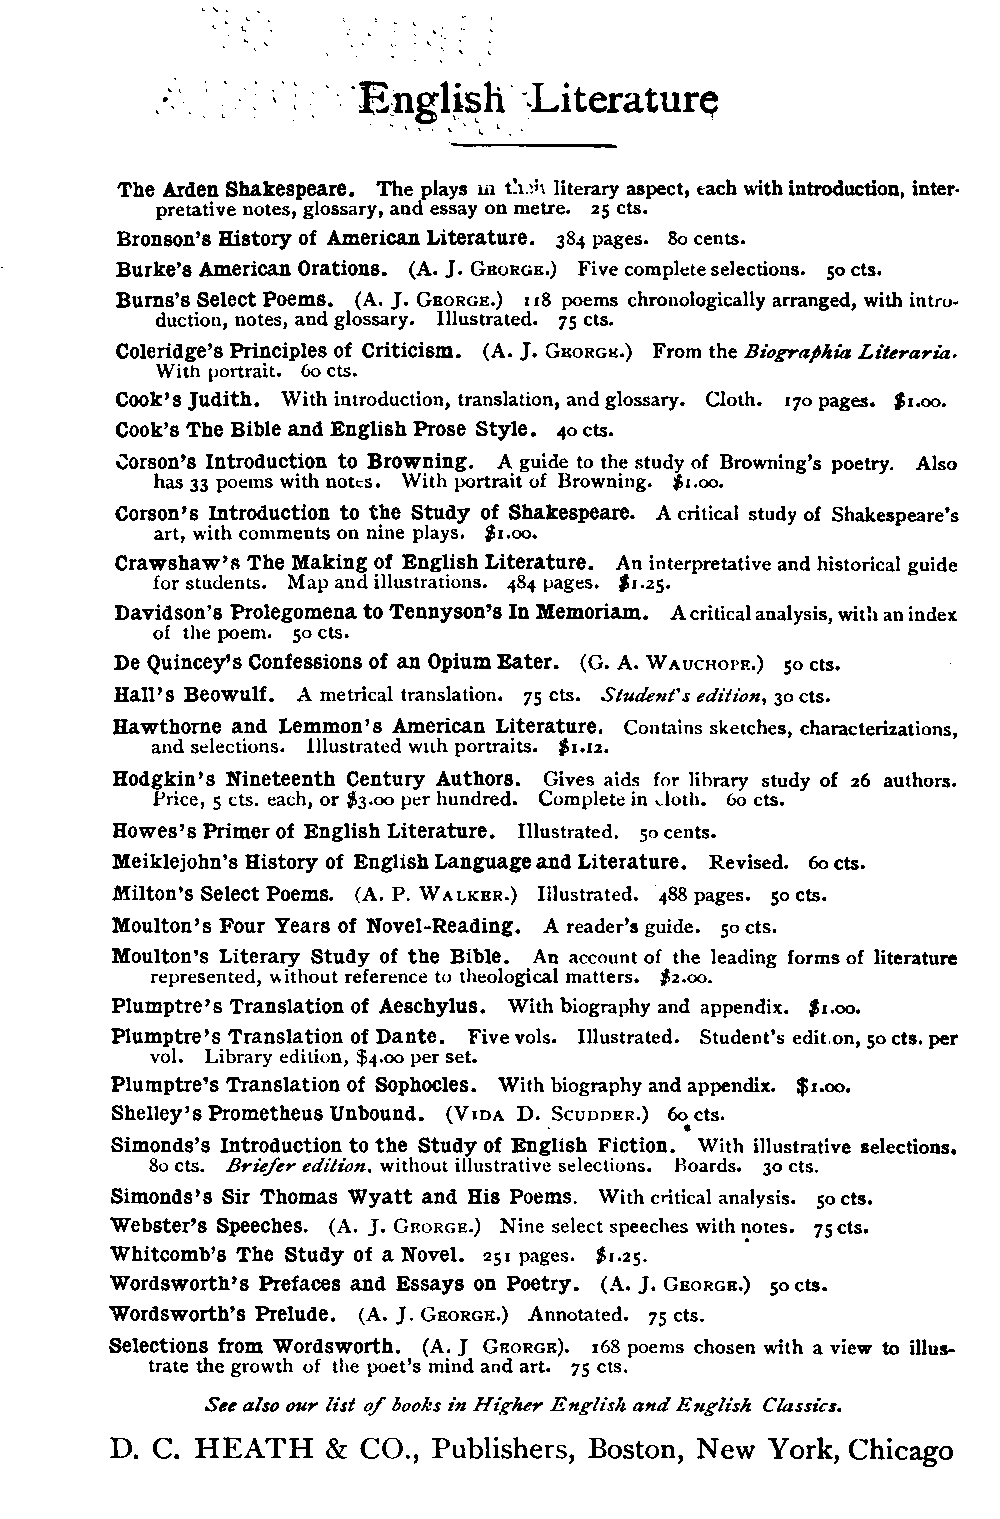 English Literature
The Arden Shakespeare. The plays in their literary aspect, each with introduction, inter-
pretative notes, glossary, and essay on metre. 25 cts.
Bronson's History of American Literature. 384 pages. 80 cents.
Burke's American Orations. (A. J. GEORGE.) Five complete selections. 50 cts.
Burns's Select Poems. (A. J. GEORGE.) 118 poems chronologically arranged, with intro-
duction, notes, and glossary. Illustrated. 75 cts.
Coleridge's Principles of Criticism. (A. J. GEORGE.) From the Biographia Literaria.
With portrait. 60 cts.
Cook's Judith. With introduction, translation, and glossary. Cloth. 170 pages. $1.00.
Cook's The Bible and English Prose Style. 40 cts.
Corson's Introduction to Browning. A guide to the study of Browning's poetry. Also
has 33 poems with notes. With portrait of Browning. $1.00.
Corson's Introduction to the Study of Shakespeare. A critical study of Shakespeare's
art, with comments on nine plays. $1.00.
Crawshaw's The Making of English Literature. An interpretative and historical guide
for students. Map and illustrations. 484 pages. $1.25.
Davidson's Prolegomena to Tennyson's In Memoriam. A critical analysis, with an index
of the poem. 50 cts.
De Quincey's Confessions of an Opium Eater. (G. A. WAUCHOPE.) 50 cts.
Hall's Beowulf. A metrical translation. 75 cts. Student's edition, 30 cts.
Hawthorne and Lemmon's American Literature. Contains sketches, characterizations,
and selections. Illustrated with portraits. $1.12.
Hodgkin's Nineteenth Century Authors. Gives aids for library study of 26 authors.
Price, 5 cts. each, or $3.00 per hundred. Complete in cloth. 60 cts.
Howes's Primer of English Literature. Illustrated. 50 cents.
Meiklejohn's History of English Language and Literature. Revised. 60 cts.
Milton's Select Poems. (A. P. WALKER.) Illustrated. 488 pages. 50 cts.
Moulton's Four Years of Novel-Reading. A reader's guide. 50 cts.
Moulton's Literary Study of the Bible. An account of the leading forms of literature
represented, without reference to theological matters. $2.00.
Plumptre's Translation of Aeschylus. With biography and appendix. $1.00.
Plumptre's Translation of Dante. Five vols. Illustrated. Student's edition, 50 cts. per
vol. Library edition, $4.00 per set.
Plumptre's Translation of Sophocles. With biography and appendix. $1.00.
Shelley's Prometheus Unbound. (VIDA D. SCUDDER.) 60 cts.
Simonds's Introduction to the Study of English Fiction. With illustrative selections.
80 cts. Briefer edition, without illustrative selections. Boards. 30 cts.
Simonds's Sir Thomas Wyatt and His Poems. With critical analysis. 50 cts.
Webster's Speeches. (A. J. GEORGE.) Nine select speeches with notes. 75 cts.
Whitcomb's The Study of a Novel. 251 pages. $1.25.
Wordsworth's Prefaces and Essays on Poetry. (A. J. GEORGE.) 50 cts.
Wordsworth's Prelude. (A. J. GEORGE.) Annotated. 75 cts.
Selections from Wordsworth. (A. J GEORGE). 168 poems chosen with a view to illus-
trate the growth of the poet's mind and art. 75 cts.
See also our list of books in Higher English and English Classics.
D. C. HEATH & CO., Publishers, Boston, New York, Chicago